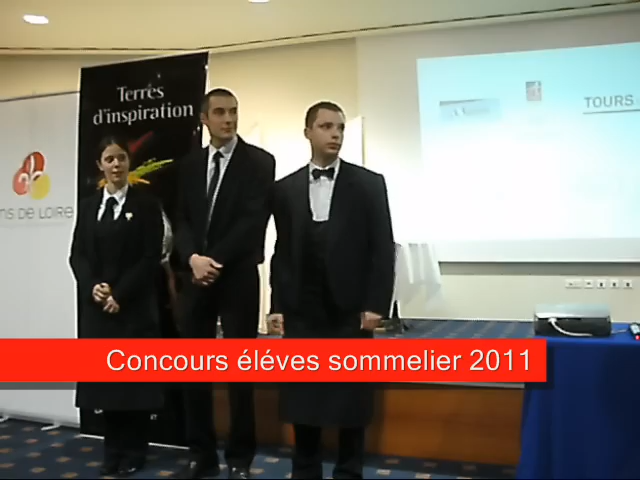 Terres
d'inspiration
NS DE LOIRE
TOURS
Concours éléves sommelier 2011